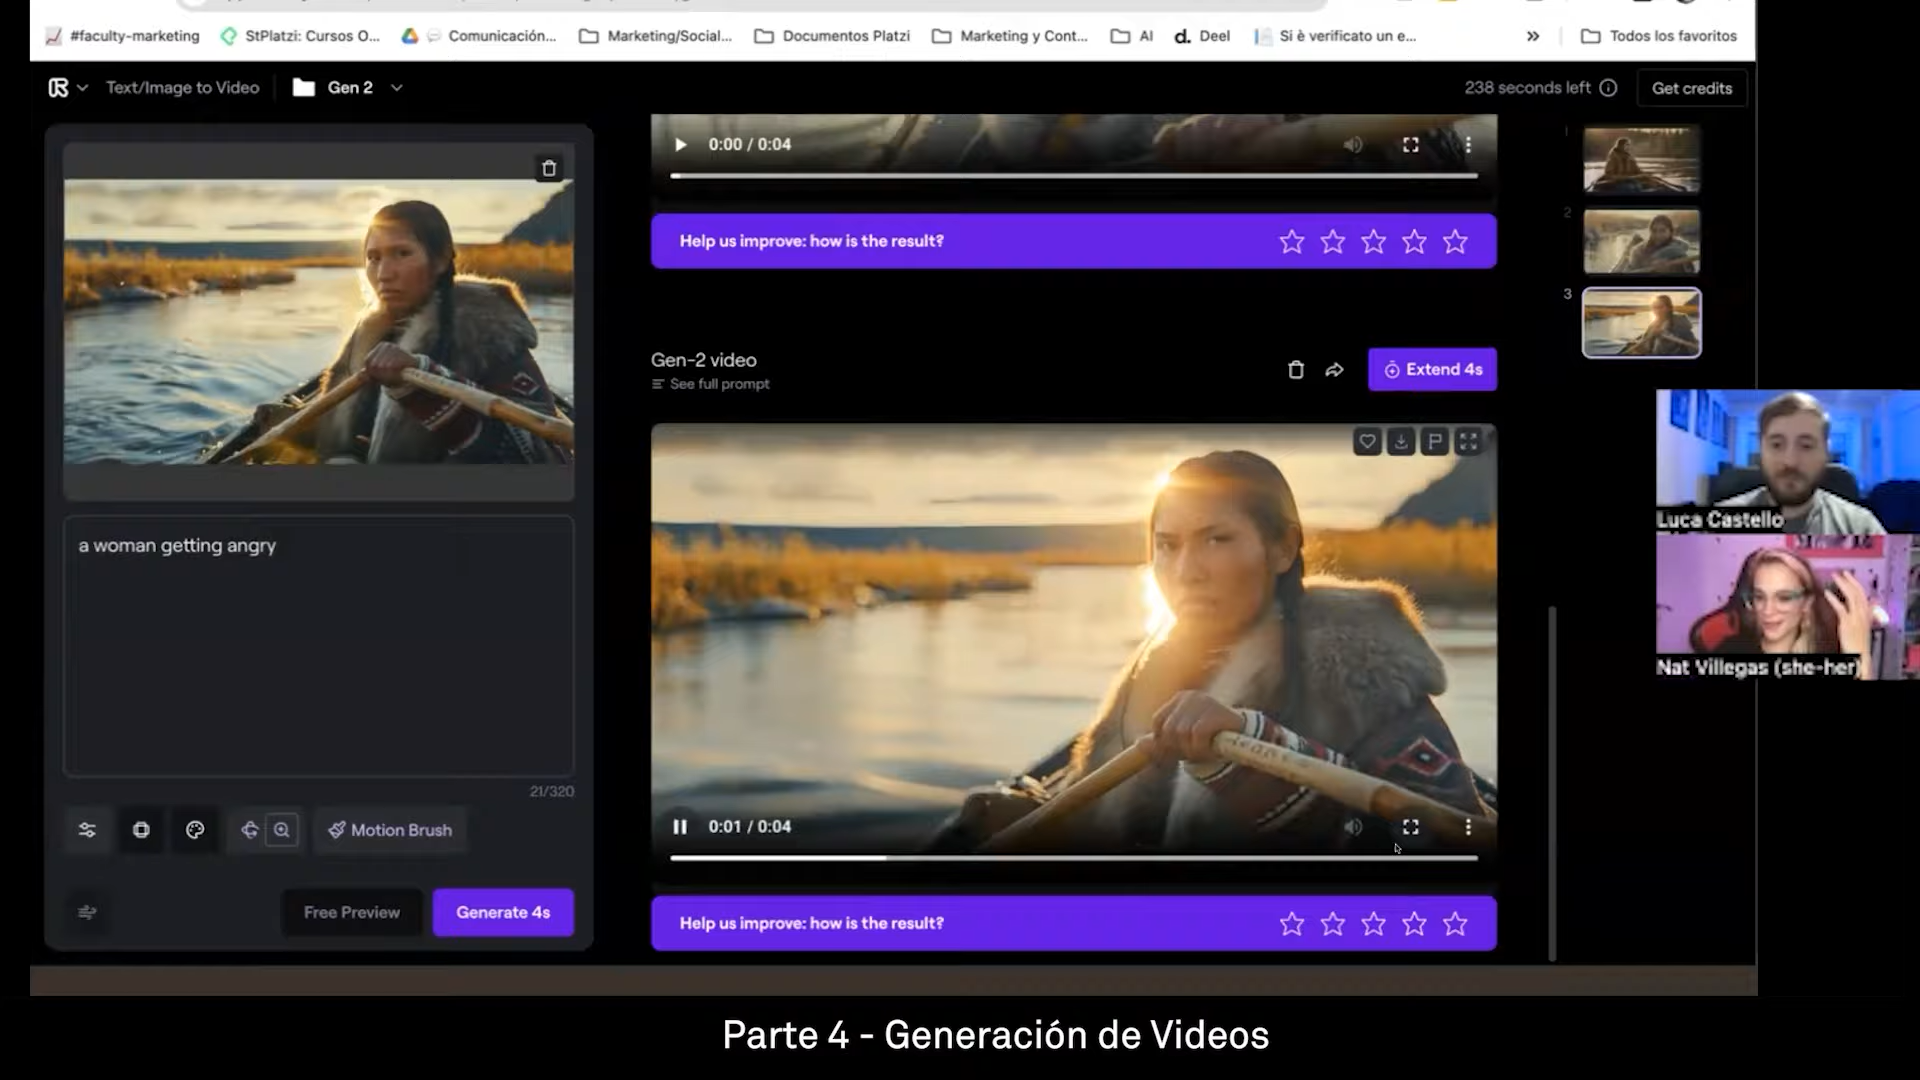 #faculty-marketing StPlatzi: Cursos O... Comunicación... Marketing/Social... Documentos Platzi Marketing y Cont... AI d. Deel Si è verificato un e... » Todos los favoritos
Text/Image to Video Gen 2 238 seconds left Get credits
0:00 / 0:04
Help us improve: how is the result?
1
2
3
Gen-2 video
See full prompt
Extend 4s
a woman getting angry
21/320
Motion Brush
Free Preview Generate 4s
0:01 / 0:04
Help us improve: how is the result?
Luca Castello
Nat Villegas (she-her)
Parte 4 - Generación de Videos